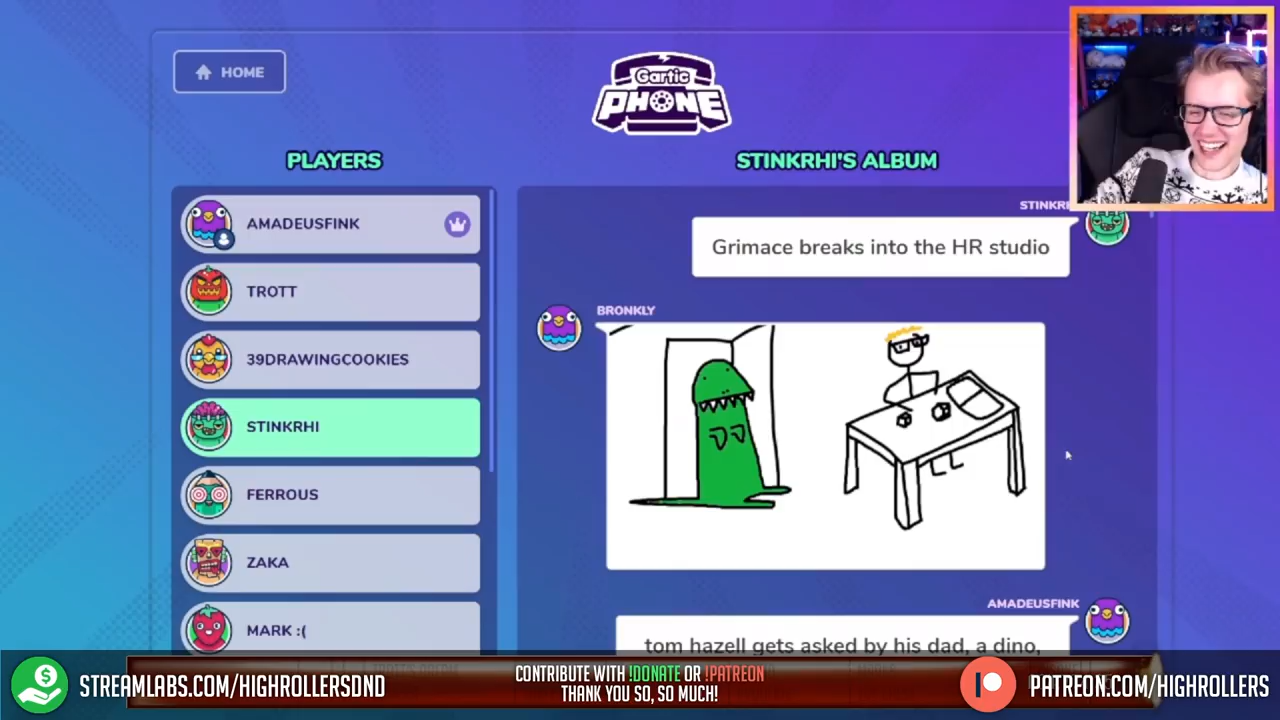 HOME
Gartic
PHONE
PLAYERS
STINKRHI'S ALBUM
AMADEUSFINK
TROTT
39DRAWINGCOOKIES
STINKRHI
FERROUS
ZAKA
MARK :(
Grimace breaks into the HR studio
BRONKLY
AMADEUSFINK
tom hazell gets asked by his dad, a dino,
STREAMLABS.COM/HIGHROLLERSDND
CONTRIBUTE WITH !DONATE OR !PATREON
THANK YOU SO, SO MUCH!
PATREON.COM/HIGHROLLERS